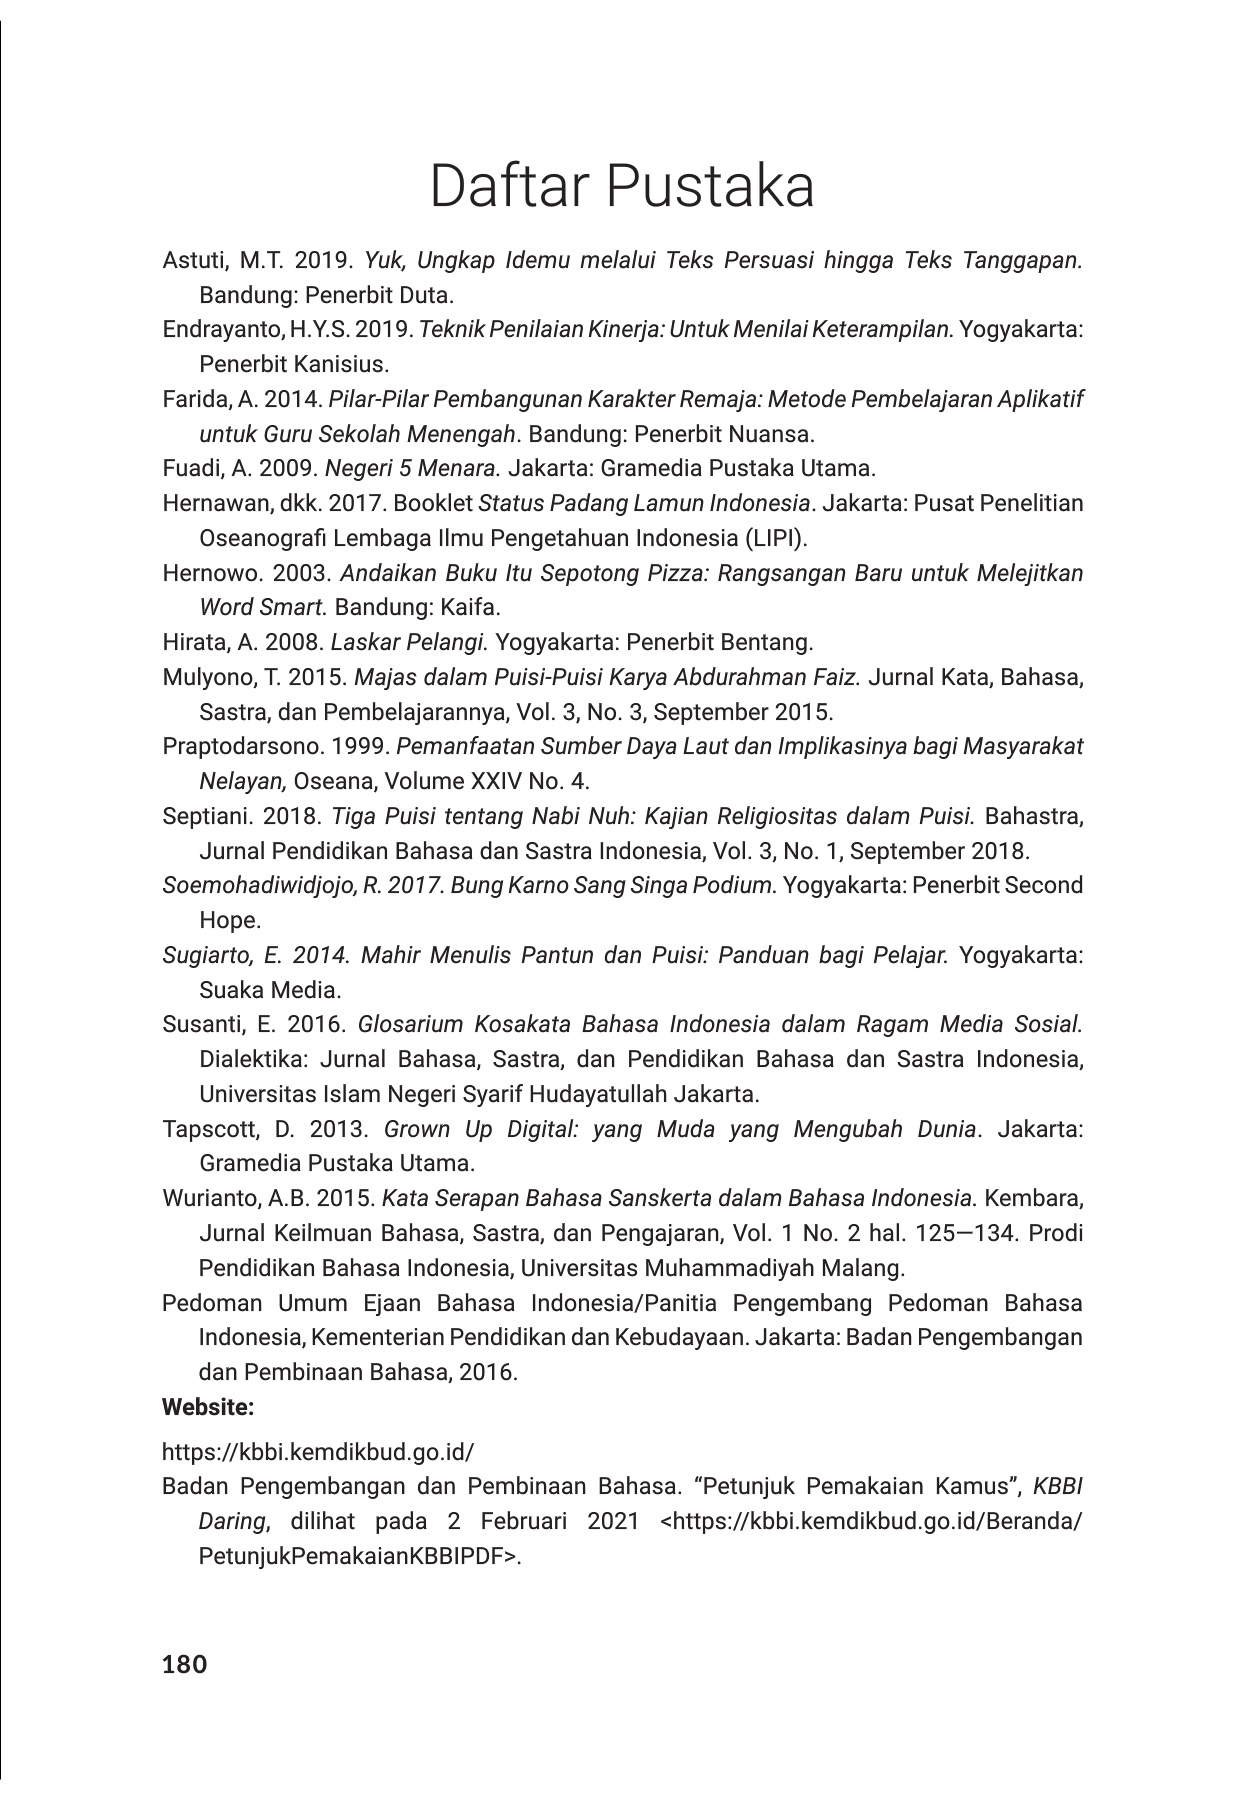 Daftar Pustaka
Astuti, M.T. 2019. Yuk, Ungkap Idemu melalui Teks Persuasi hingga Teks Tanggapan.
Bandung: Penerbit Duta.
Endrayanto, H.Y.S. 2019. Teknik Penilaian Kinerja: Untuk Menilai Keterampilan. Yogyakarta:
Penerbit Kanisius.
Farida, A. 2014. Pilar-Pilar Pembangunan Karakter Remaja: Metode Pembelajaran Aplikatif
untuk Guru Sekolah Menengah. Bandung: Penerbit Nuansa.
Fuadi, A. 2009. Negeri 5 Menara. Jakarta: Gramedia Pustaka Utama.
Hernawan, dkk. 2017. Booklet Status Padang Lamun Indonesia. Jakarta: Pusat Penelitian
Oseanografi Lembaga Ilmu Pengetahuan Indonesia (LIPI).
Hernowo. 2003. Andaikan Buku Itu Sepotong Pizza: Rangsangan Baru untuk Melejitkan
Word Smart. Bandung: Kaifa.
Hirata, A. 2008. Laskar Pelangi. Yogyakarta: Penerbit Bentang.
Mulyono, T. 2015. Majas dalam Puisi-Puisi Karya Abdurahman Faiz. Jurnal Kata, Bahasa,
Sastra, dan Pembelajarannya, Vol. 3, No. 3, September 2015.
Praptodarsono. 1999. Pemanfaatan Sumber Daya Laut dan Implikasinya bagi Masyarakat
Nelayan, Oseana, Volume XXIV No. 4.
Septiani. 2018. Tiga Puisi tentang Nabi Nuh: Kajian Religiositas dalam Puisi. Bahastra,
Jurnal Pendidikan Bahasa dan Sastra Indonesia, Vol. 3, No. 1, September 2018.
Soemohadiwidjojo, R. 2017. Bung Karno Sang Singa Podium. Yogyakarta: Penerbit Second
Hope.
Sugiarto, E. 2014. Mahir Menulis Pantun dan Puisi: Panduan bagi Pelajar. Yogyakarta:
Suaka Media.
Susanti, E. 2016. Glosarium Kosakata Bahasa Indonesia dalam Ragam Media Sosial.
Dialektika: Jurnal Bahasa, Sastra, dan Pendidikan Bahasa dan Sastra Indonesia,
Universitas Islam Negeri Syarif Hudayatullah Jakarta.
Tapscott, D. 2013. Grown Up Digital: yang Muda yang Mengubah Dunia. Jakarta:
Gramedia Pustaka Utama.
Wurianto, A.B. 2015. Kata Serapan Bahasa Sanskerta dalam Bahasa Indonesia. Kembara,
Jurnal Keilmuan Bahasa, Sastra, dan Pengajaran, Vol. 1 No. 2 hal. 125—134. Prodi
Pendidikan Bahasa Indonesia, Universitas Muhammadiyah Malang.
Pedoman Umum Ejaan Bahasa Indonesia/Panitia Pengembang Pedoman Bahasa
Indonesia, Kementerian Pendidikan dan Kebudayaan. Jakarta: Badan Pengembangan
dan Pembinaan Bahasa, 2016.
Website:
https://kbbi.kemdikbud.go.id/
Badan Pengembangan dan Pembinaan Bahasa. “Petunjuk Pemakaian Kamus”, KBBI
Daring, dilihat pada 2 Februari 2021 <https://kbbi.kemdikbud.go.id/Beranda/
PetunjukPemakaianKBBIPDF>.
180